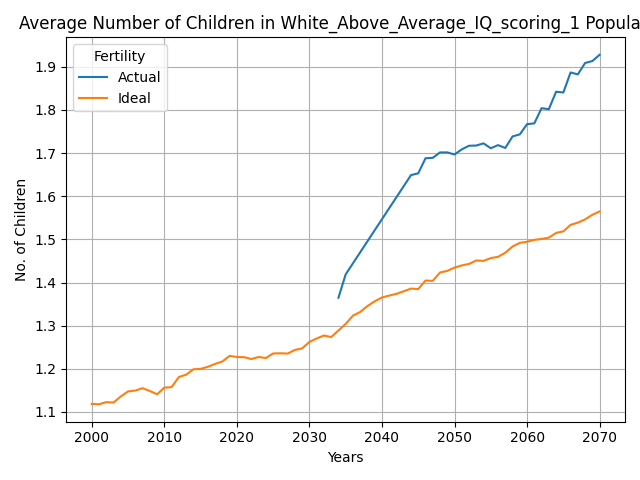 Average Number of Children in White_Above_Average_IQ_scoring_1 Popula
Fertility
Actual
Ideal
No. of Children
1.9
1.8
1.7
1.6
1.5
1.4
1.3
1.2
1.1
2000 2010 2020 2030 2040 2050 2060 2070
Years